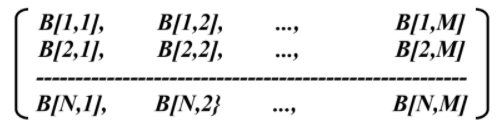 B[1,1], B[1,2], ..., B[1,M]
B[2,1], B[2,2], ..., B[2,M]
B[N,1], B[N,2} ..., B[N,M]